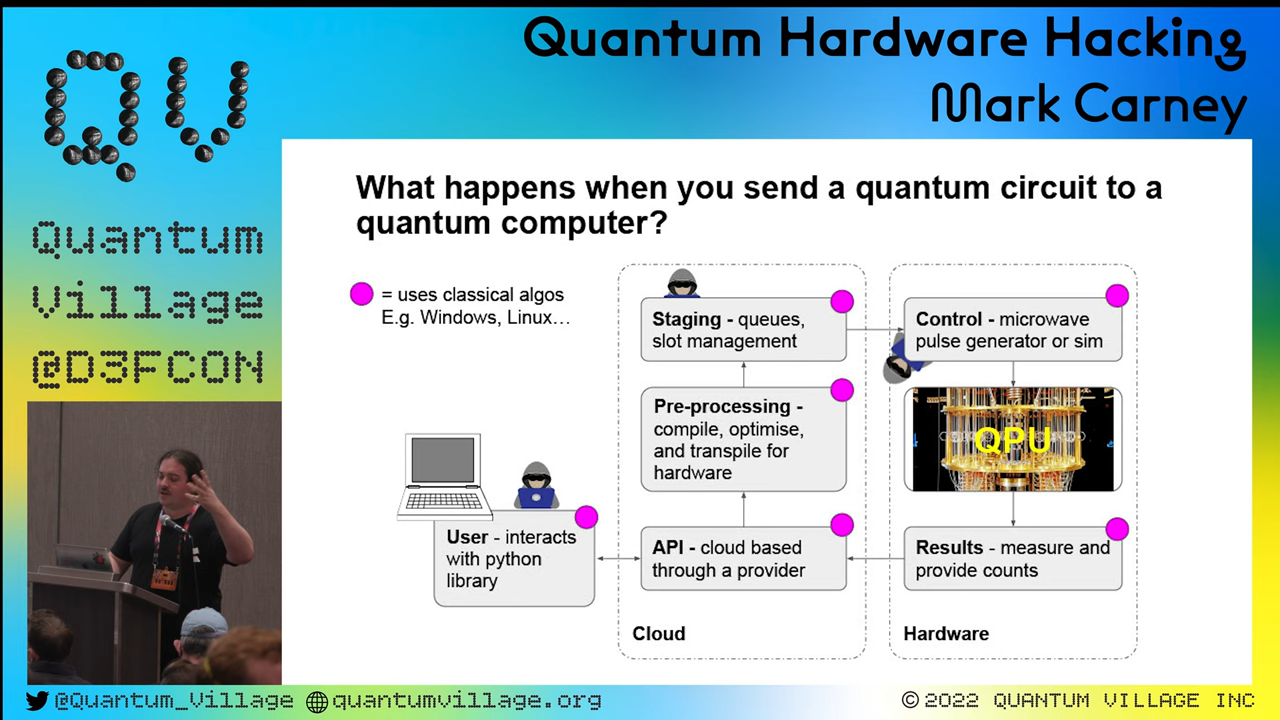 Quantum Hardware Hacking
Mark Carney
QV
Quantum
Village
@D3FCON
What happens when you send a quantum circuit to a
quantum computer?
= uses classical algos
E.g. Windows, Linux...
Staging - queues,
slot management
Control - microwave
pulse generator or sim
Pre-processing -
compile, optimise,
and transpile for
hardware
QPU
User - interacts
with python
library
API - cloud based
through a provider
Results - measure and
provide counts
Cloud
Hardware
@Quantum_Village
quantumvillage.org
© 2022 QUANTUM VILLAGE INC